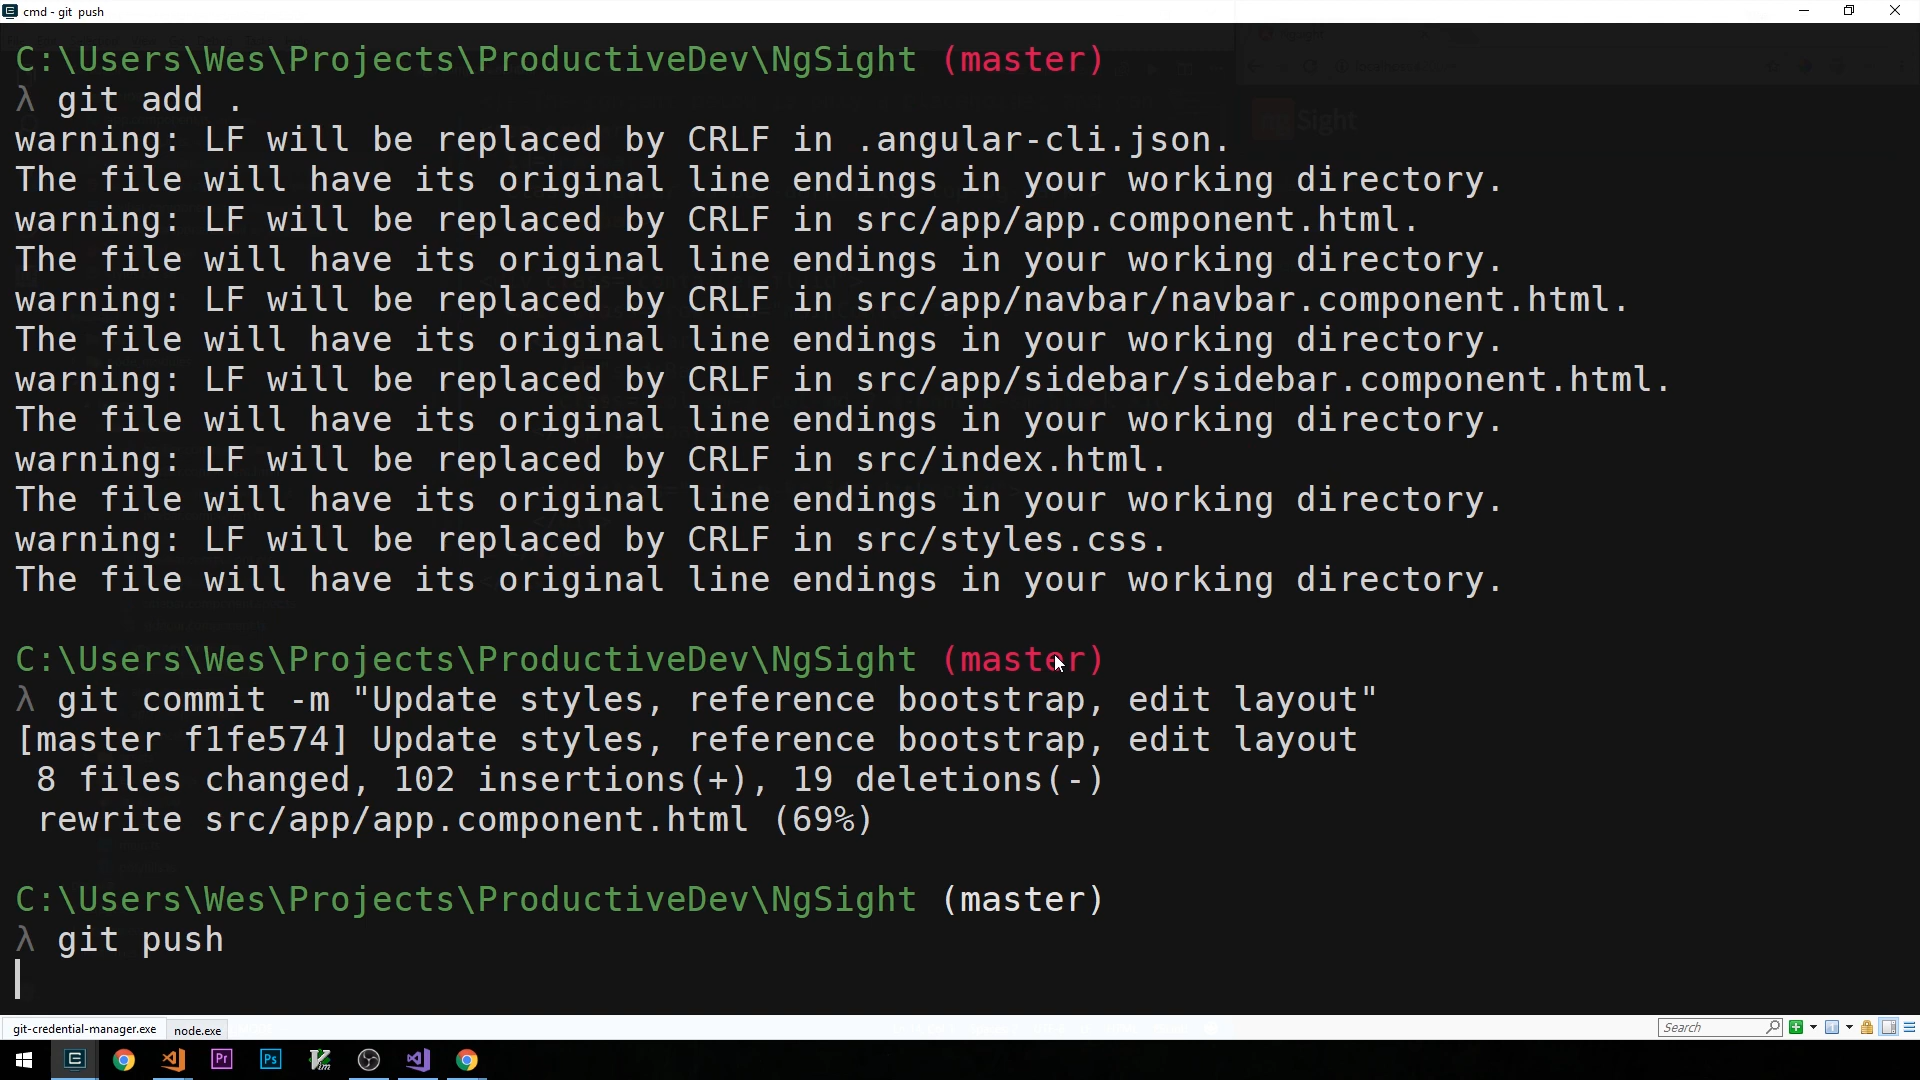 cmd - git push
C:\Users\Wes\Projects\ProductiveDev\NgSight (master)
λ git add .
warning: LF will be replaced by CRLF in .angular-cli.json.
The file will have its original line endings in your working directory.
warning: LF will be replaced by CRLF in src/app/app.component.html.
The file will have its original line endings in your working directory.
warning: LF will be replaced by CRLF in src/app/navbar/navbar.component.html.
The file will have its original line endings in your working directory.
warning: LF will be replaced by CRLF in src/app/sidebar/sidebar.component.html.
The file will have its original line endings in your working directory.
warning: LF will be replaced by CRLF in src/index.html.
The file will have its original line endings in your working directory.
warning: LF will be replaced by CRLF in src/styles.css.
The file will have its original line endings in your working directory.
C:\Users\Wes\Projects\ProductiveDev\NgSight (master)
λ git commit -m "Update styles, reference bootstrap, edit layout"
[master f1fe574] Update styles, reference bootstrap, edit layout
8 files changed, 102 insertions(+), 19 deletions(-)
rewrite src/app/app.component.html (69%)
C:\Users\Wes\Projects\ProductiveDev\NgSight (master)
λ git push
ng Sight
git-credential-manager.exe node.exe Search
Pr Ps Vim